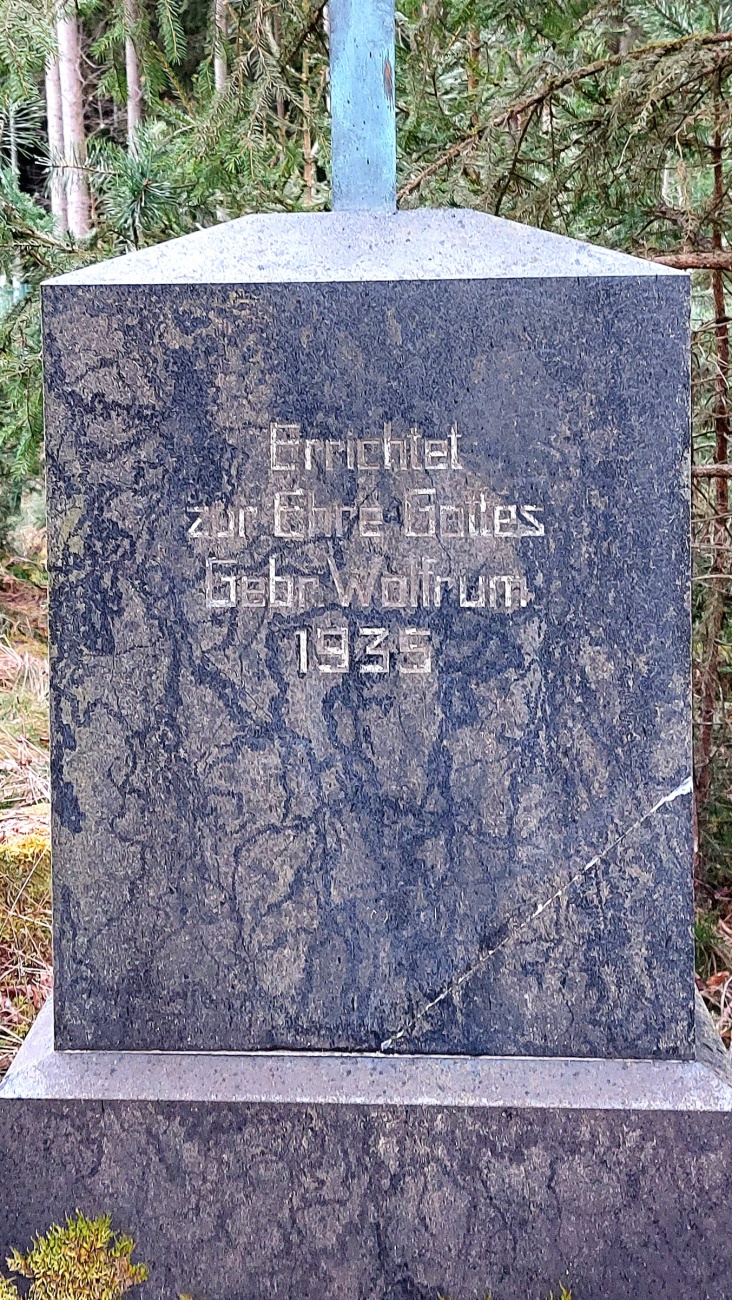 Errichtet
zur Ehre Gottes
Gebr. Wolfrum
1935